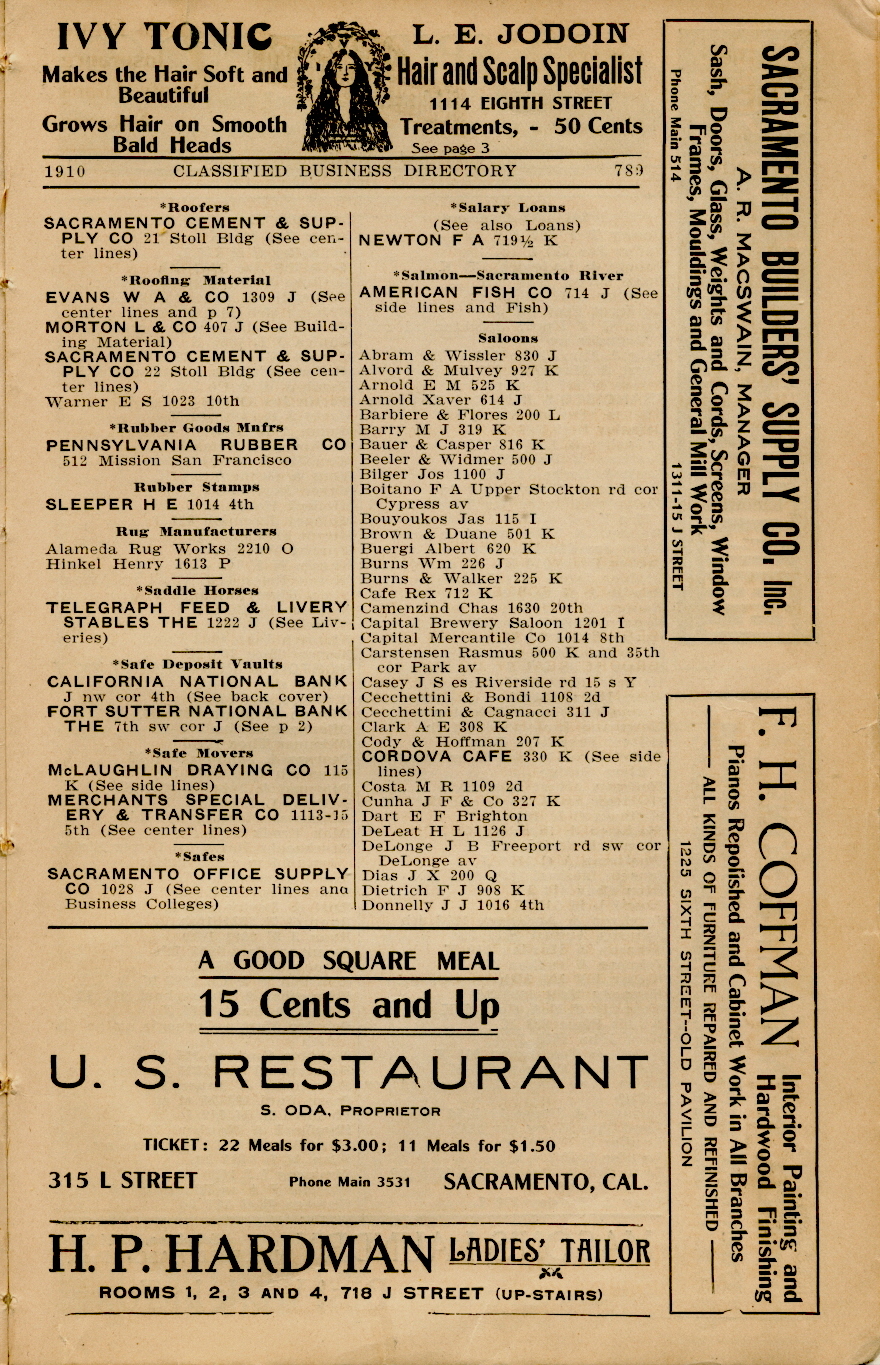 IVY TONIC
Makes the Hair Soft and
Beautiful
Grows Hair on Smooth
Bald Heads
L. E. JODOIN
Hair and Scalp Specialist
1114 EIGHTH STREET
Treatments, - 50 Cents
See page 3
1910 CLASSIFIED BUSINESS DIRECTORY 789
*Roofers
SACRAMENTO CEMENT & SUP-
PLY CO 21 Stoll Bldg (See cen-
ter lines)
*Roofing Material
EVANS W A & CO 1309 J (See
center lines and p 7)
MORTON L & CO 407 J (See Build-
ing Material)
SACRAMENTO CEMENT & SUP-
PLY CO 22 Stoll Bldg (See cen-
ter lines)
Warner E S 1023 10th
*Rubber Goods Mnfrs
PENNSYLVANIA RUBBER CO
512 Mission San Francisco
Rubber Stamps
SLEEPER H E 1014 4th
Rug Manufacturers
Alameda Rug Works 2210 O
Hinkel Henry 1613 P
*Saddle Horses
TELEGRAPH FEED & LIVERY
STABLES THE 1222 J (See Liv-
eries)
*Safe Deposit Vaults
CALIFORNIA NATIONAL BANK
J nw cor 4th (See back cover)
FORT SUTTER NATIONAL BANK
THE 7th sw cor J (See p 2)
*Safe Movers
McLAUGHLIN DRAYING CO 115
K (See side lines)
MERCHANTS SPECIAL DELIV-
ERY & TRANSFER CO 1113-15
5th (See center lines)
*Safes
SACRAMENTO OFFICE SUPPLY
CO 1028 J (See center lines and
Business Colleges)
*Salary Loans
(See also Loans)
NEWTON F A 719½ K
*Salmon—Sacramento River
AMERICAN FISH CO 714 J (See
side lines and Fish)
Saloons
Abram & Wissler 830 J
Alvord & Mulvey 927 K
Arnold E M 525 K
Arnold Xaver 614 J
Barbiere & Flores 200 L
Barry M J 319 K
Bauer & Casper 816 K
Beeler & Widmer 500 J
Bilger Jos 1100 J
Boitano F A Upper Stockton rd cor
Cypress av
Bouyoukos Jas 115 I
Brown & Duane 501 K
Buergi Albert 620 K
Burns Wm 226 J
Burns & Walker 225 K
Cafe Rex 712 K
Camenzind Chas 1630 20th
Capital Brewery Saloon 1201 I
Capital Mercantile Co 1014 8th
Carstensen Rasmus 500 K and 35th
cor Park av
Casey J S es Riverside rd 15 s Y
Cecchettini & Bondi 1108 2d
Cecchettini & Cagnacci 311 J
Clark A E 308 K
Cody & Hoffman 207 K
CORDOVA CAFE 330 K (See side
lines)
Costa M R 1109 2d
Cunha J F & Co 327 K
Dart E F Brighton
DeLeat H L 1126 J
DeLonge J B Freeport rd sw cor
DeLonge av
Dias J X 200 Q
Dietrich F J 908 K
Donnelly J J 1016 4th
SACRAMENTO BUILDERS' SUPPLY CO. Inc.
A. R. MACSWAIN, MANAGER
Sash, Doors, Glass, Weights and Cords, Screens, Window
Frames, Mouldings and General Mill Work
Phone Main 514 1311-15 J STREET
F. H. COFFMAN Interior Painting and
Hardwood Finishing
Pianos Repolished and Cabinet Work in All Branches
ALL KINDS OF FURNITURE REPAIRED AND REFINISHED
1225 SIXTH STREET--OLD PAVILION
A GOOD SQUARE MEAL
15 Cents and Up
U. S. RESTAURANT
S. ODA, PROPRIETOR
TICKET: 22 Meals for $3.00; 11 Meals for $1.50
315 L STREET Phone Main 3531 SACRAMENTO, CAL.
H. P. HARDMAN LADIES' TAILOR
ROOMS 1, 2, 3 AND 4, 718 J STREET (UP-STAIRS)